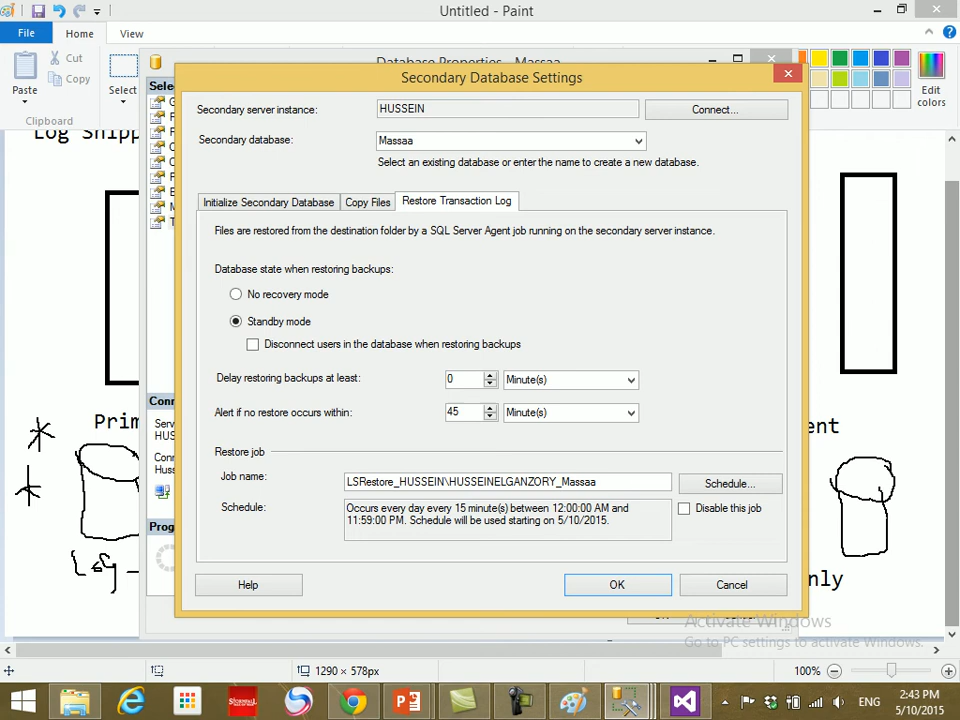 Untitled - Paint
File
Home
View
Cut
Copy
Paste
Clipboard
Select
Edit
colors
Database Properties - Massaa
Secondary Database Settings
Secondary server instance:
HUSSEIN
Connect...
Secondary database:
Massaa
Select an existing database or enter the name to create a new database.
Initialize Secondary Database
Copy Files
Restore Transaction Log
Files are restored from the destination folder by a SQL Server Agent job running on the secondary server instance.
Database state when restoring backups:
No recovery mode
Standby mode
Disconnect users in the database when restoring backups
Delay restoring backups at least:
0
Minute(s)
Alert if no restore occurs within:
45
Minute(s)
Restore job
Job name:
LSRestore_HUSSEIN\HUSSEINELGANZORY_Massaa
Schedule...
Schedule:
Occurs every day every 15 minute(s) between 12:00:00 AM and
11:59:00 PM. Schedule will be used starting on 5/10/2015.
Disable this job
Help
OK
Cancel
Log Shipp
Prim
Log
ent
nly
Activate Windows
Go to PC settings to activate Windows.
1290 × 578px
100%
ENG
2:43 PM
5/10/2015